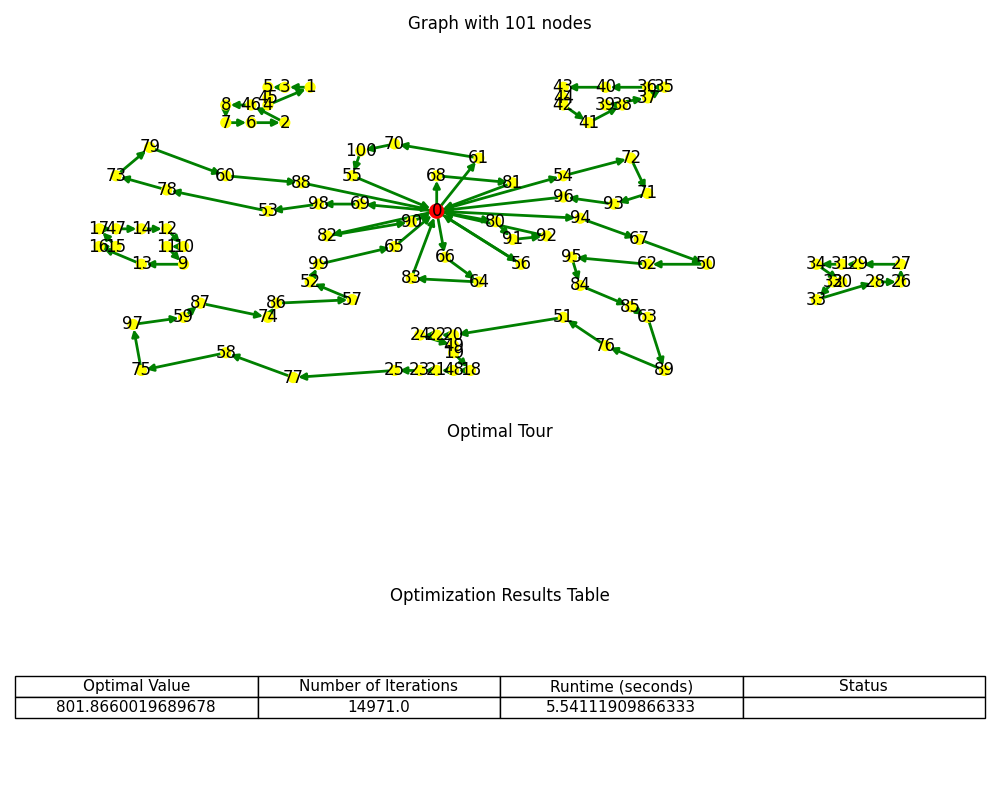 Graph with 101 nodes
5 3 1 43 40 36 35
8 46 4 45 44 42 39 38 37
7 6 2 41
79 100 70 61 72
73 78 60 88 55 68 81 54 71
53 98 69 0 96 93
17 47 14 12 82 90 80 94
16 15 11 10 65 91 92 67
13 9 99 83 66 56 95 62 50 34 31 29 27
52 64 84 33 28 26
87 86 57 85
97 59 74 51 63
24 22 20
58 49 19 76
75 77 25 23 21 48 18 89
Optimal Tour
Optimization Results Table
Optimal Value Number of Iterations Runtime (seconds) Status
801.8660019689678 14971.0 5.54111909866333